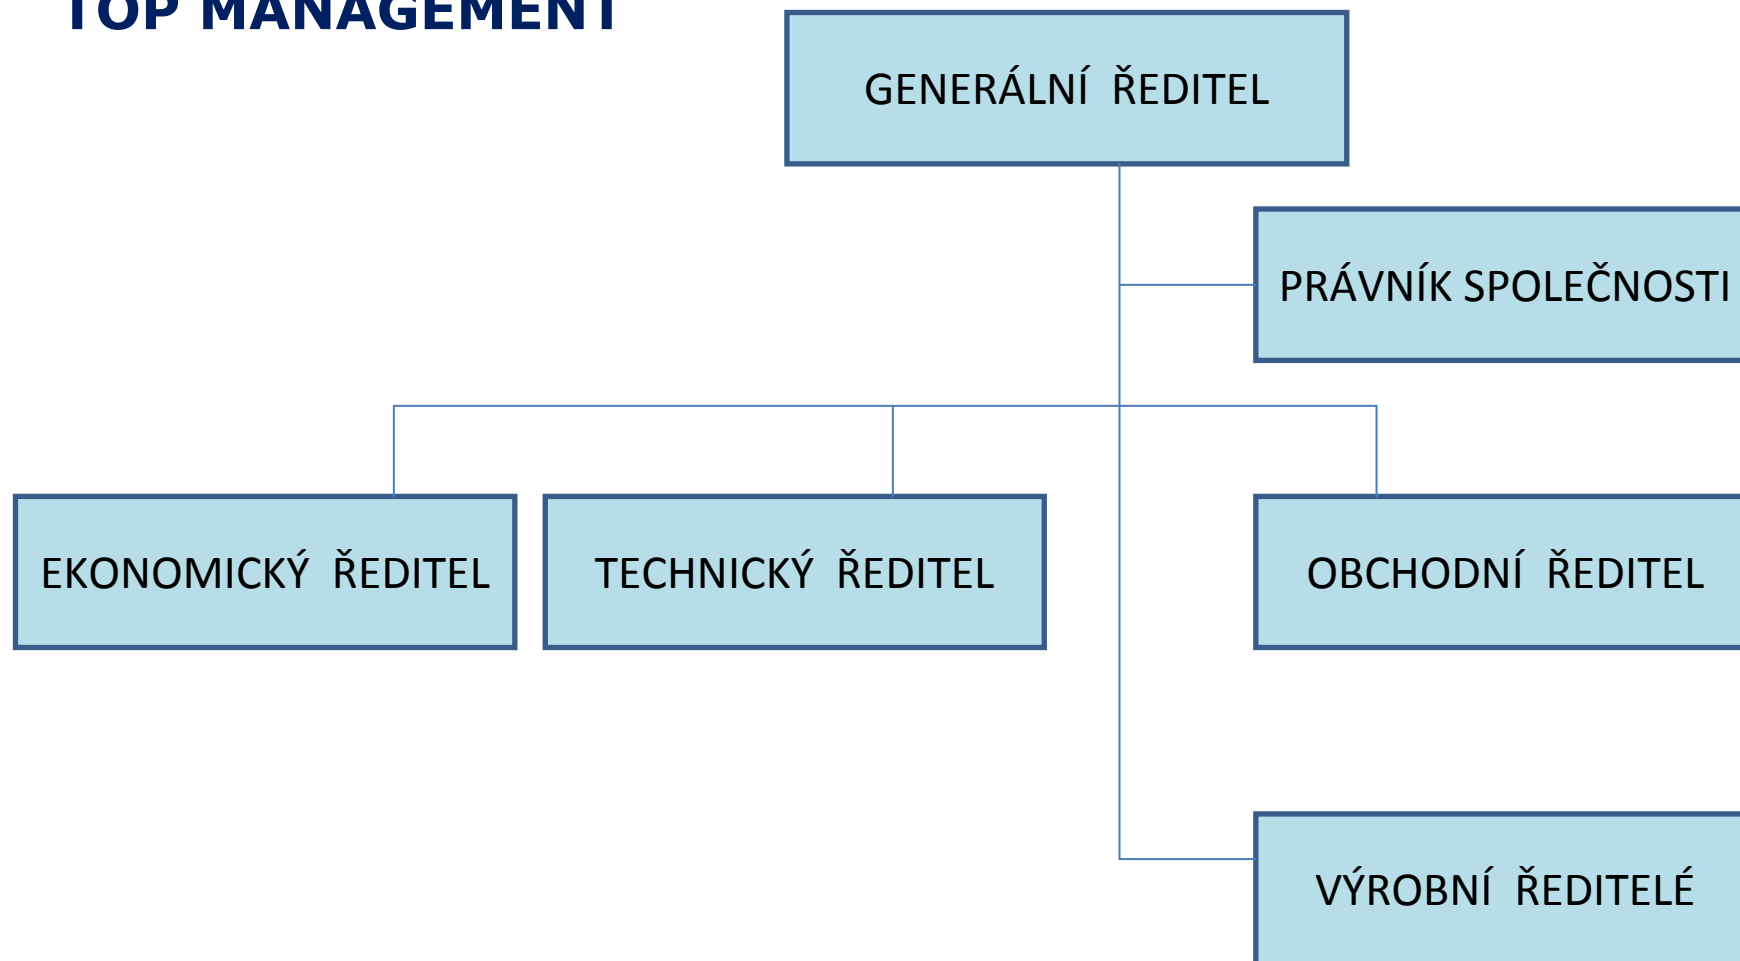 TOP MANAGEMENT
GENERÁLNÍ ŘEDITEL
PRÁVNÍK SPOLEČNOSTI
EKONOMICKÝ ŘEDITEL
TECHNICKÝ ŘEDITEL
OBCHODNÍ ŘEDITEL
VÝROBNÍ ŘEDITELÉ